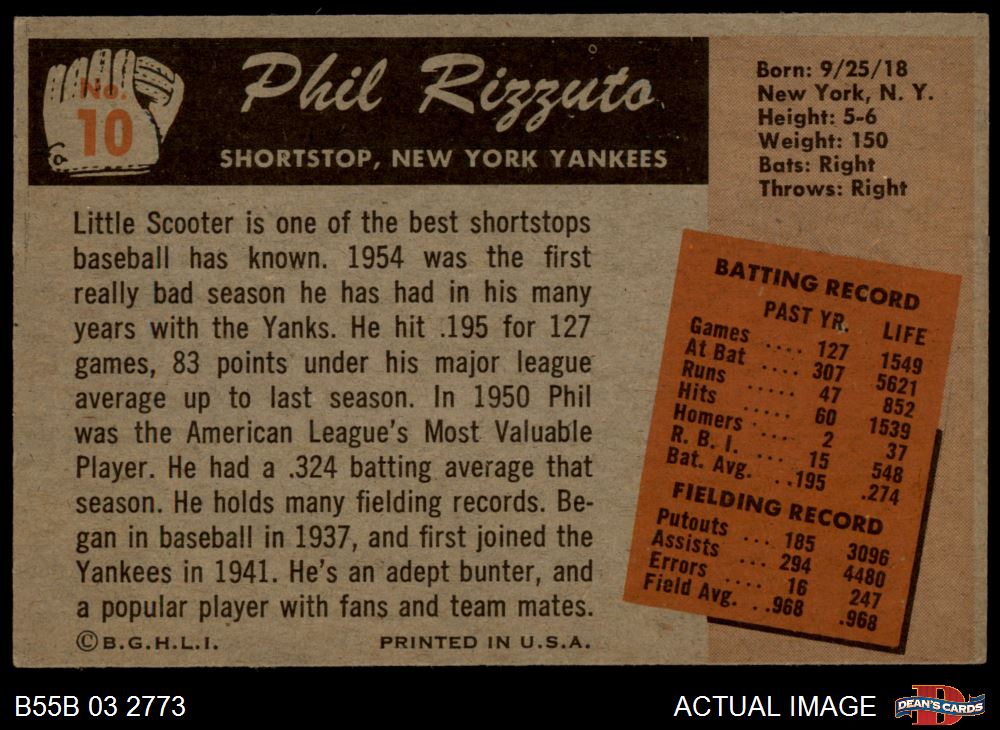 No.
10
Phil Rizzuto
SHORTSTOP, NEW YORK YANKEES
Born: 9/25/18
New York, N. Y.
Height: 5-6
Weight: 150
Bats: Right
Throws: Right
Little Scooter is one of the best shortstops
baseball has known. 1954 was the first
really bad season he has had in his many
years with the Yanks. He hit .195 for 127
games, 83 points under his major league
average up to last season. In 1950 Phil
was the American League's Most Valuable
Player. He had a .324 batting average that
season. He holds many fielding records. Be-
gan in baseball in 1937, and first joined the
Yankees in 1941. He's an adept bunter, and
a popular player with fans and team mates.
©B.G.H.L.I. PRINTED IN U.S.A.
BATTING RECORD
PAST YR. LIFE
Games .... 127 1549
At Bat .... 307 5621
Runs ..... 47 852
Hits ..... 60 1539
Homers .... 2 37
R. B. I. ... 15 548
Bat. Avg. ..195 .274
FIELDING RECORD
Putouts ... 185 3096
Assists ... 294 4480
Errors .... 16 247
Field Avg. ..968 .968
B55B 03 2773
ACTUAL IMAGE
DEAN'S CARDS